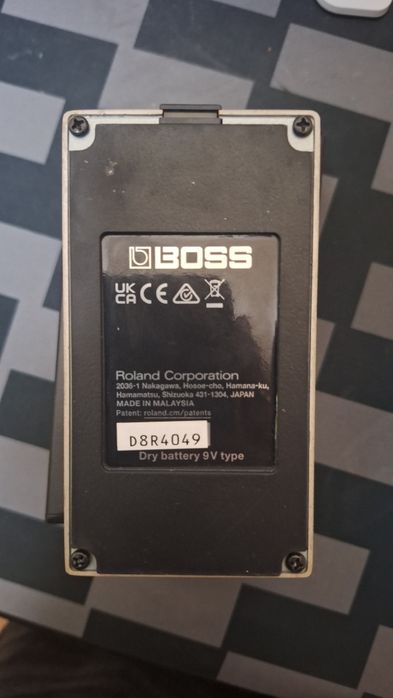 BOSS
UK
CA CE
Roland Corporation
2036-1 Nakagawa, Hosoe-cho, Hamana-ku,
Hamamatsu, Shizuoka 431-1304, JAPAN
MADE IN MALAYSIA
Patent: roland.cm/patents
D8R4049
Dry battery 9V type